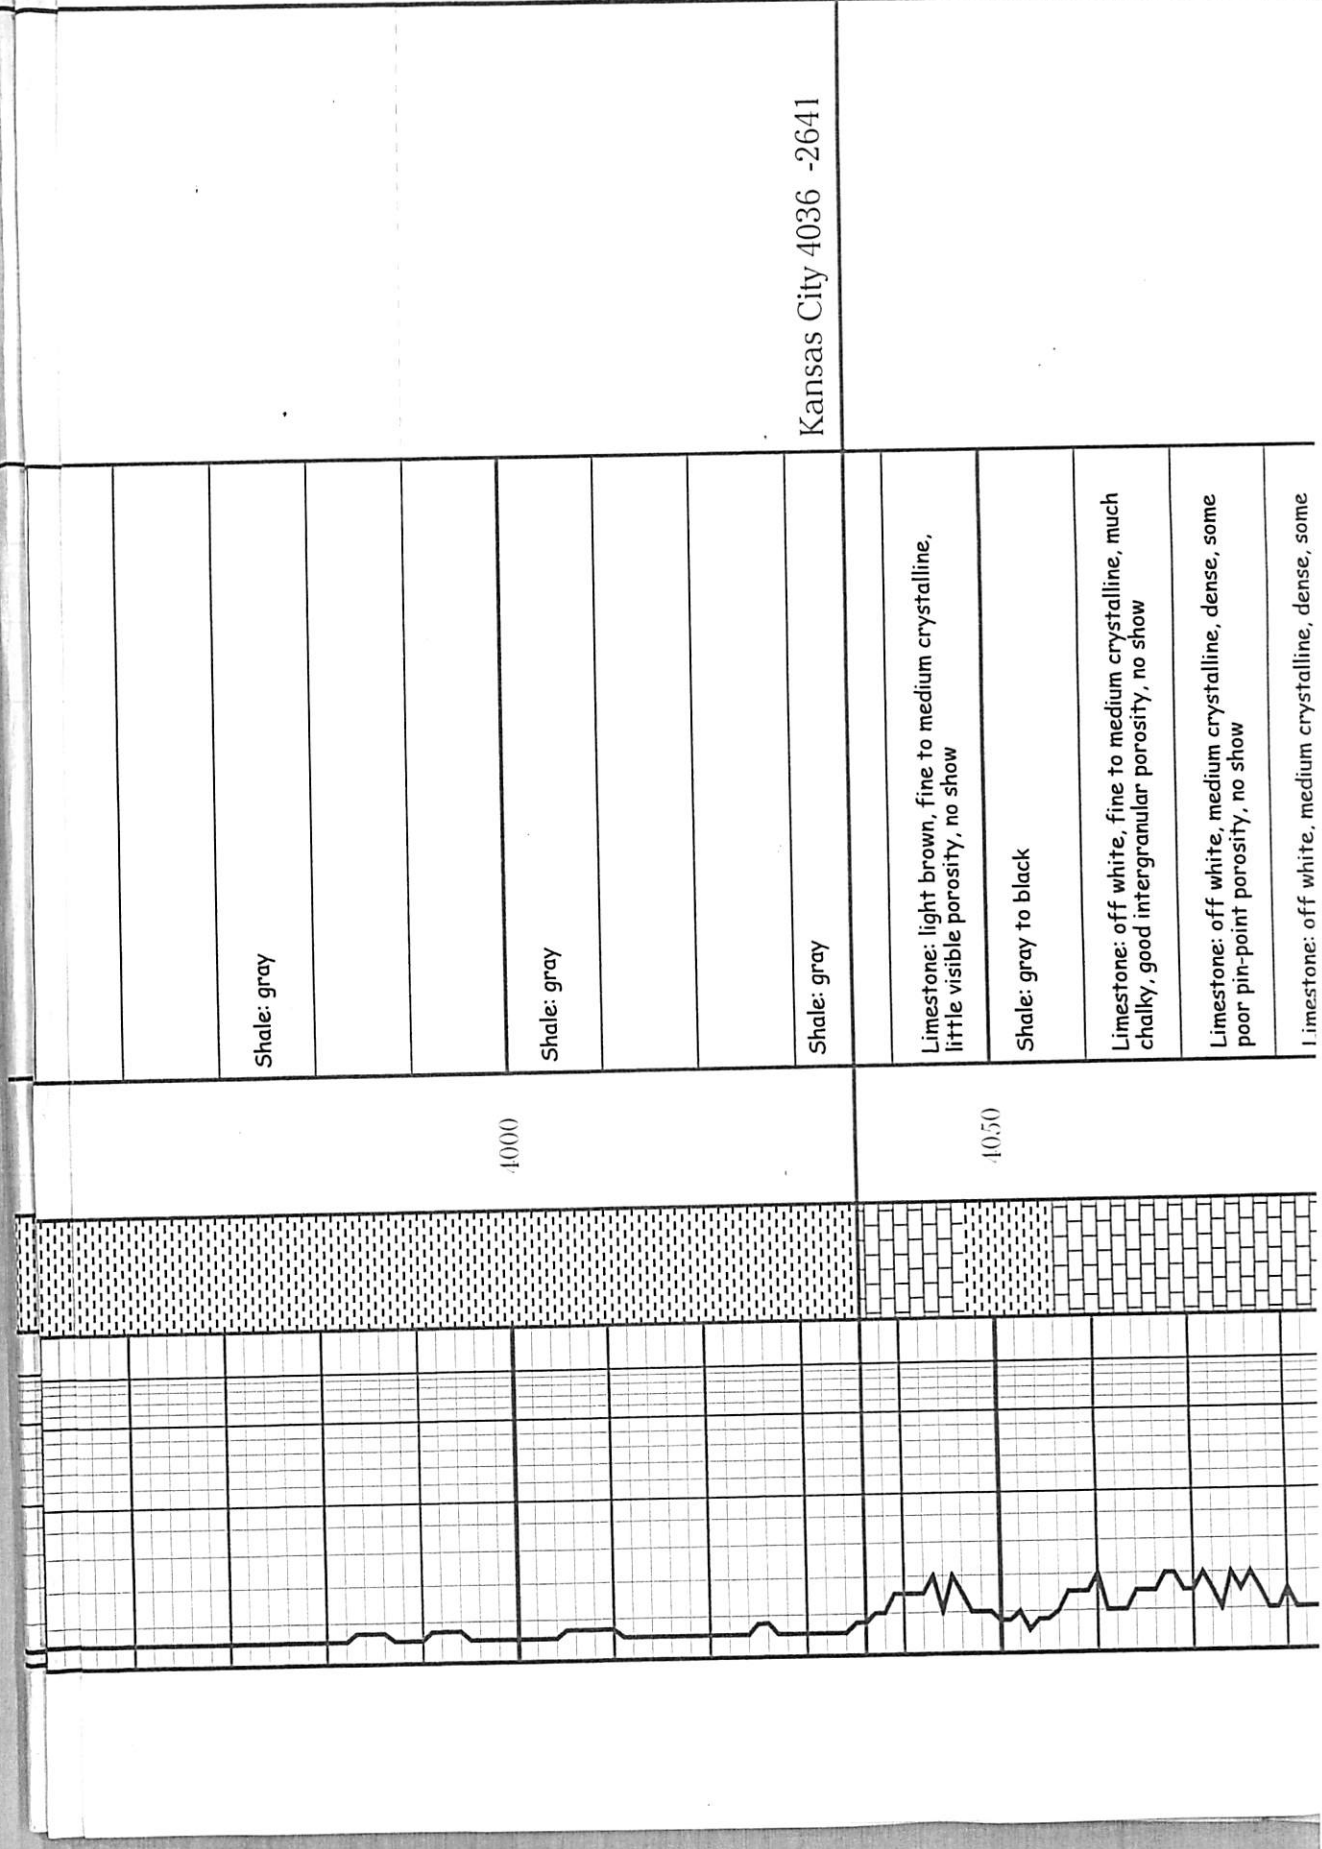 Shale: gray
4000
Shale: gray
Shale: gray
Kansas City 4036 -2641
Limestone: light brown, fine to medium crystalline,
little visible porosity, no show
4050
Shale: gray to black
Limestone: off white, fine to medium crystalline, much
chalky, good intergranular porosity, no show
Limestone: off white, medium crystalline, dense, some
poor pin-point porosity, no show
Limestone: off white, medium crystalline, dense, some